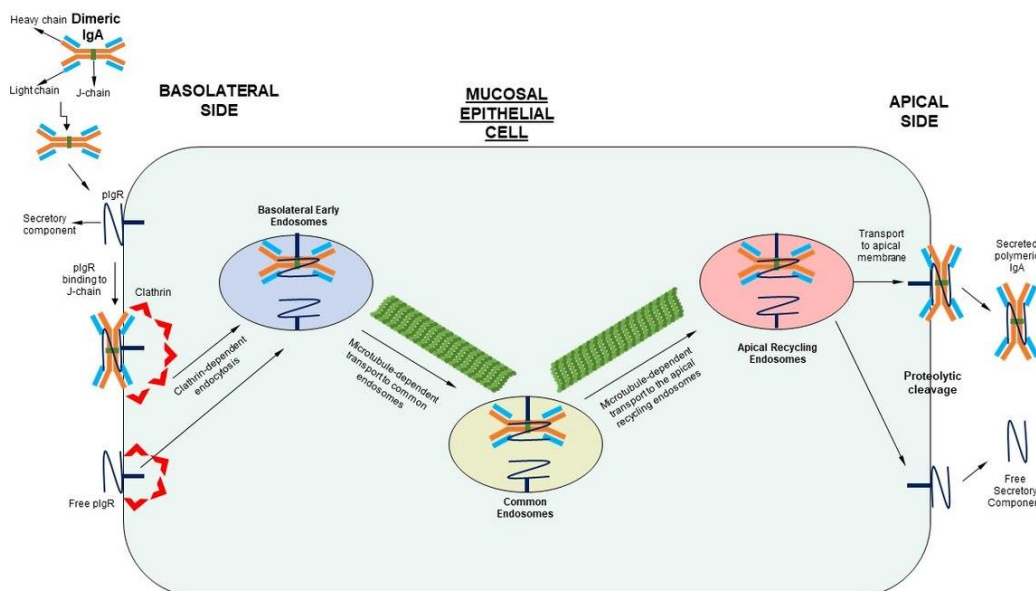 Heavy chain
Dimeric
IgA
Light chain
J-chain
BASOLATERAL
SIDE
MUCOSAL
EPITHELIAL
CELL
APICAL
SIDE
pIgR
Secretory
component
pIgR
binding to
J-chain
Clathrin
Clathrin-dependent
endocytosis
Free pIgR
Basolateral Early
Endosomes
Microtubule-dependent
transport to common
endosomes
Common
Endosomes
Microtubule-dependent
transport to the apical
recycling endosomes
Apical Recycling
Endosomes
Transport
to apical
membrane
Secreted
polymeric
IgA
Proteolytic
cleavage
Free
Secretory
Component